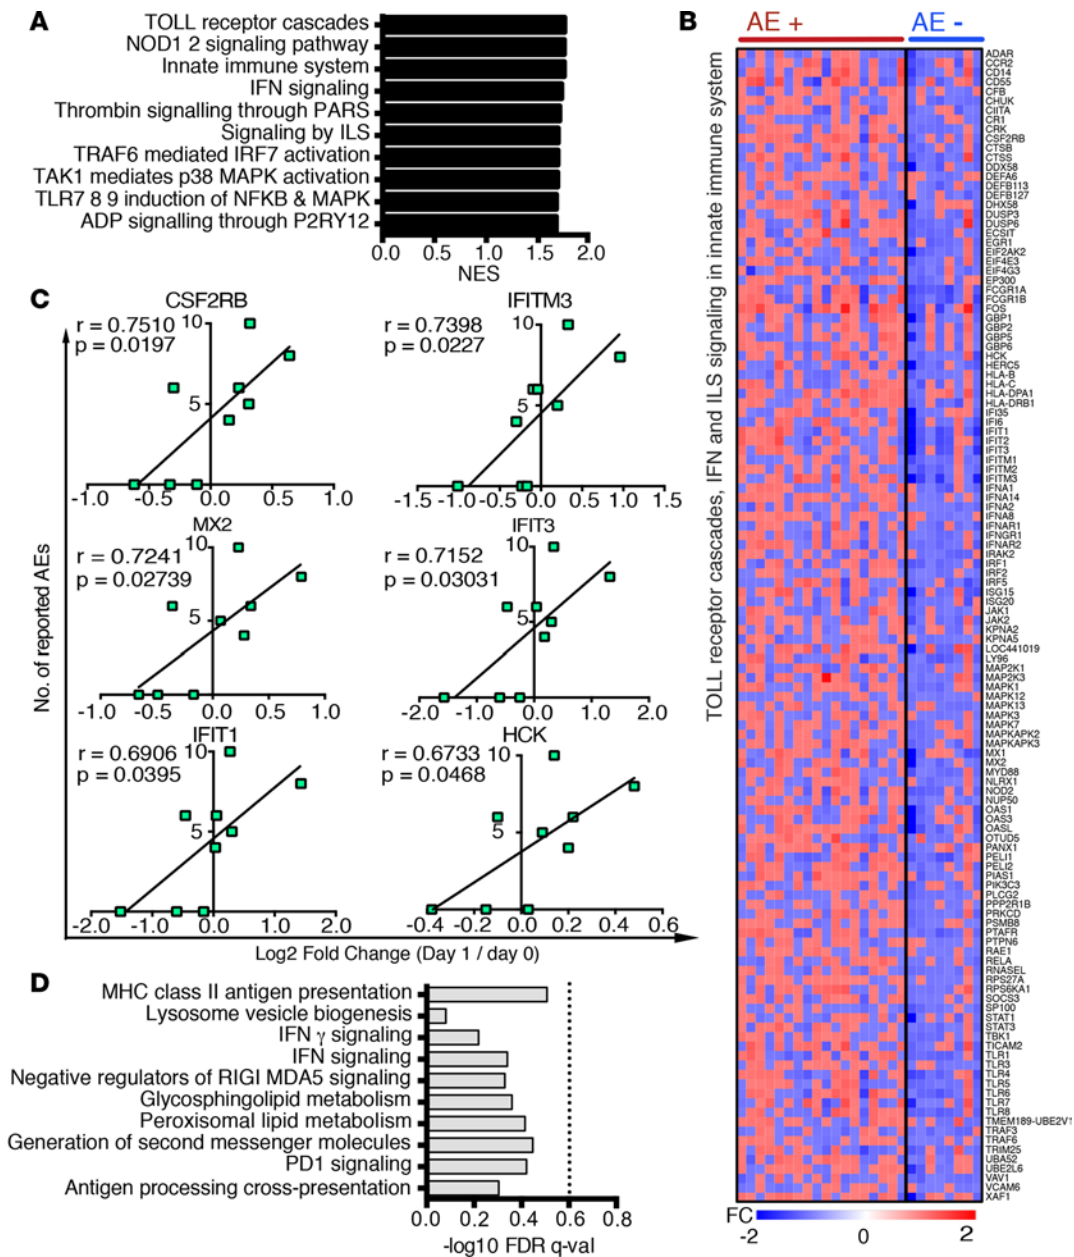 A
TOLL receptor cascades
NOD1 2 signaling pathway
Innate immune system
IFN signaling
Thrombin signalling through PARS
Signaling by ILS
TRAF6 mediated IRF7 activation
TAK1 mediates p38 MAPK activation
TLR7 8 9 induction of NFKB & MAPK
ADP signalling through P2RY12
0.0 0.5 1.0 1.5 2.0
NES
B
AE +
AE -
TOLL receptor cascades, IFN and ILS signaling in innate immune system
ADAR
CCR2
CD14
CD55
CFB
CHUK
CIITA
CR1
CRK
CSF2RB
CTSB
CTSS
DDX58
DEFA6
DEFB113
DEFB127
DHX58
DUSP3
DUSP6
ECSIT
EGR1
EIF2AK2
EIF4E3
EIF4G3
EP300
FCGR1A
FCGR1B
FOS
GBP1
GBP2
GBP5
GBP6
HCK
HERC5
HLA-B
HLA-C
HLA-DPA1
HLA-DRB1
IFI35
IFI6
IFIT1
IFIT2
IFIT3
IFITM1
IFITM2
IFITM3
IFNA1
IFNA14
IFNA2
IFNA8
IFNAR1
IFNGR1
IFNAR2
IRAK2
IRF1
IRF2
IRF5
ISG15
ISG20
JAK1
JAK2
KPNA2
KPNA5
LOC441019
LY96
MAP2K1
MAP2K3
MAPK1
MAPK12
MAPK13
MAPK3
MAPK7
MAPKAPK2
MAPKAPK3
MX1
MX2
MYD88
NLRX1
NOD2
NUP50
OAS1
OAS3
OASL
OTUD5
PANX1
PELI1
PELI2
PIAS1
PIK3C3
PLCG2
PPP2R1B
PRKCD
PSMB8
PTAFR
PTPN6
RAE1
RELA
RNASEL
RPS27A
RPS6KA1
SOCS3
SP100
STAT1
STAT3
TBK1
TICAM2
TLR1
TLR3
TLR4
TLR5
TLR6
TLR7
TLR8
TMEM189-UBE2V1
TRAF3
TRAF6
TRIM25
UBA52
UBE2L6
VAV1
VCAM6
XAF1
FC
-2 0 2
C
No. of reported AEs
CSF2RB
r = 0.7510
p = 0.0197
10
5
-1.0 -0.5 0.0 0.5 1.0
IFITM3
r = 0.7398
p = 0.0227
10
5
-1.5 -1.0 -0.5 0.0 0.5 1.0 1.5
MX2
r = 0.7241
p = 0.02739
10
5
-1.0 -0.5 0.0 0.5 1.0
IFIT3
r = 0.7152
p = 0.03031
10
5
-2.0 -1.0 0.0 1.0 2.0
IFIT1
r = 0.6906
p = 0.0395
10
5
-2.0 -1.0 0.0 1.0 2.0
HCK
r = 0.6733
p = 0.0468
10
5
-0.4 -0.2 0.0 0.2 0.4 0.6
Log2 Fold Change (Day 1 / day 0)
D
MHC class II antigen presentation
Lysosome vesicle biogenesis
IFN γ signaling
IFN signaling
Negative regulators of RIGI MDA5 signaling
Glycosphingolipid metabolism
Peroxisomal lipid metabolism
Generation of second messenger molecules
PD1 signaling
Antigen processing cross-presentation
0.0 0.2 0.4 0.6 0.8
-log10 FDR q-val